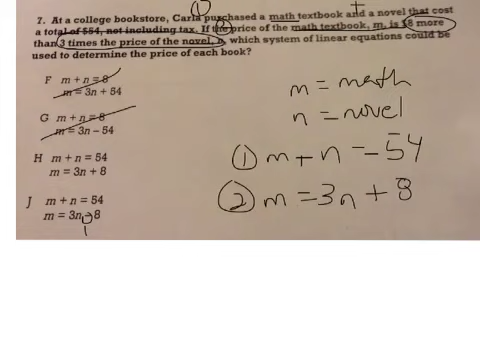 7. At a college bookstore, Carla purchased a math textbook and a novel that cost
a total of $54, not including tax. If the price of the math textbook, m, is $8 more
than 3 times the price of the novel, n, which system of linear equations could be
used to determine the price of each book?
F m + n = 8
m = 3n + 54
G m + n = 8
m = 3n – 54
H m + n = 54
m = 3n + 8
J m + n = 54
m = 3n – 8
m = math
n = novel
① m + n = 54
② m = 3n + 8